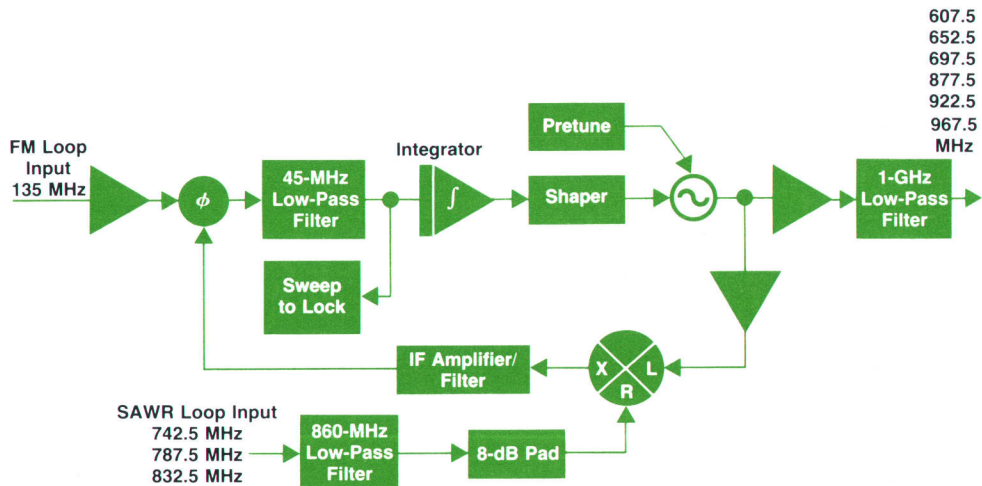 607.5
652.5
697.5
877.5
922.5
967.5
MHz
FM Loop
Input
135 MHz
ϕ
45-MHz
Low-Pass
Filter
Integrator
∫
Shaper
Pretune
1-GHz
Low-Pass
Filter
Sweep
to Lock
IF Amplifier/
Filter
X L
R
SAWR Loop Input
742.5 MHz
787.5 MHz
832.5 MHz
860-MHz
Low-Pass
Filter
8-dB Pad